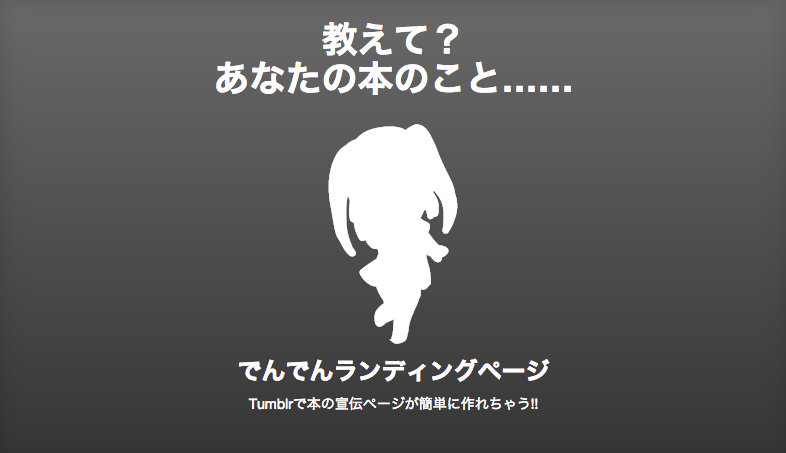 教えて？
あなたの本のこと……
でんでんランディングページ
Tumblrで本の宣伝ページが簡単に作れちゃう!!